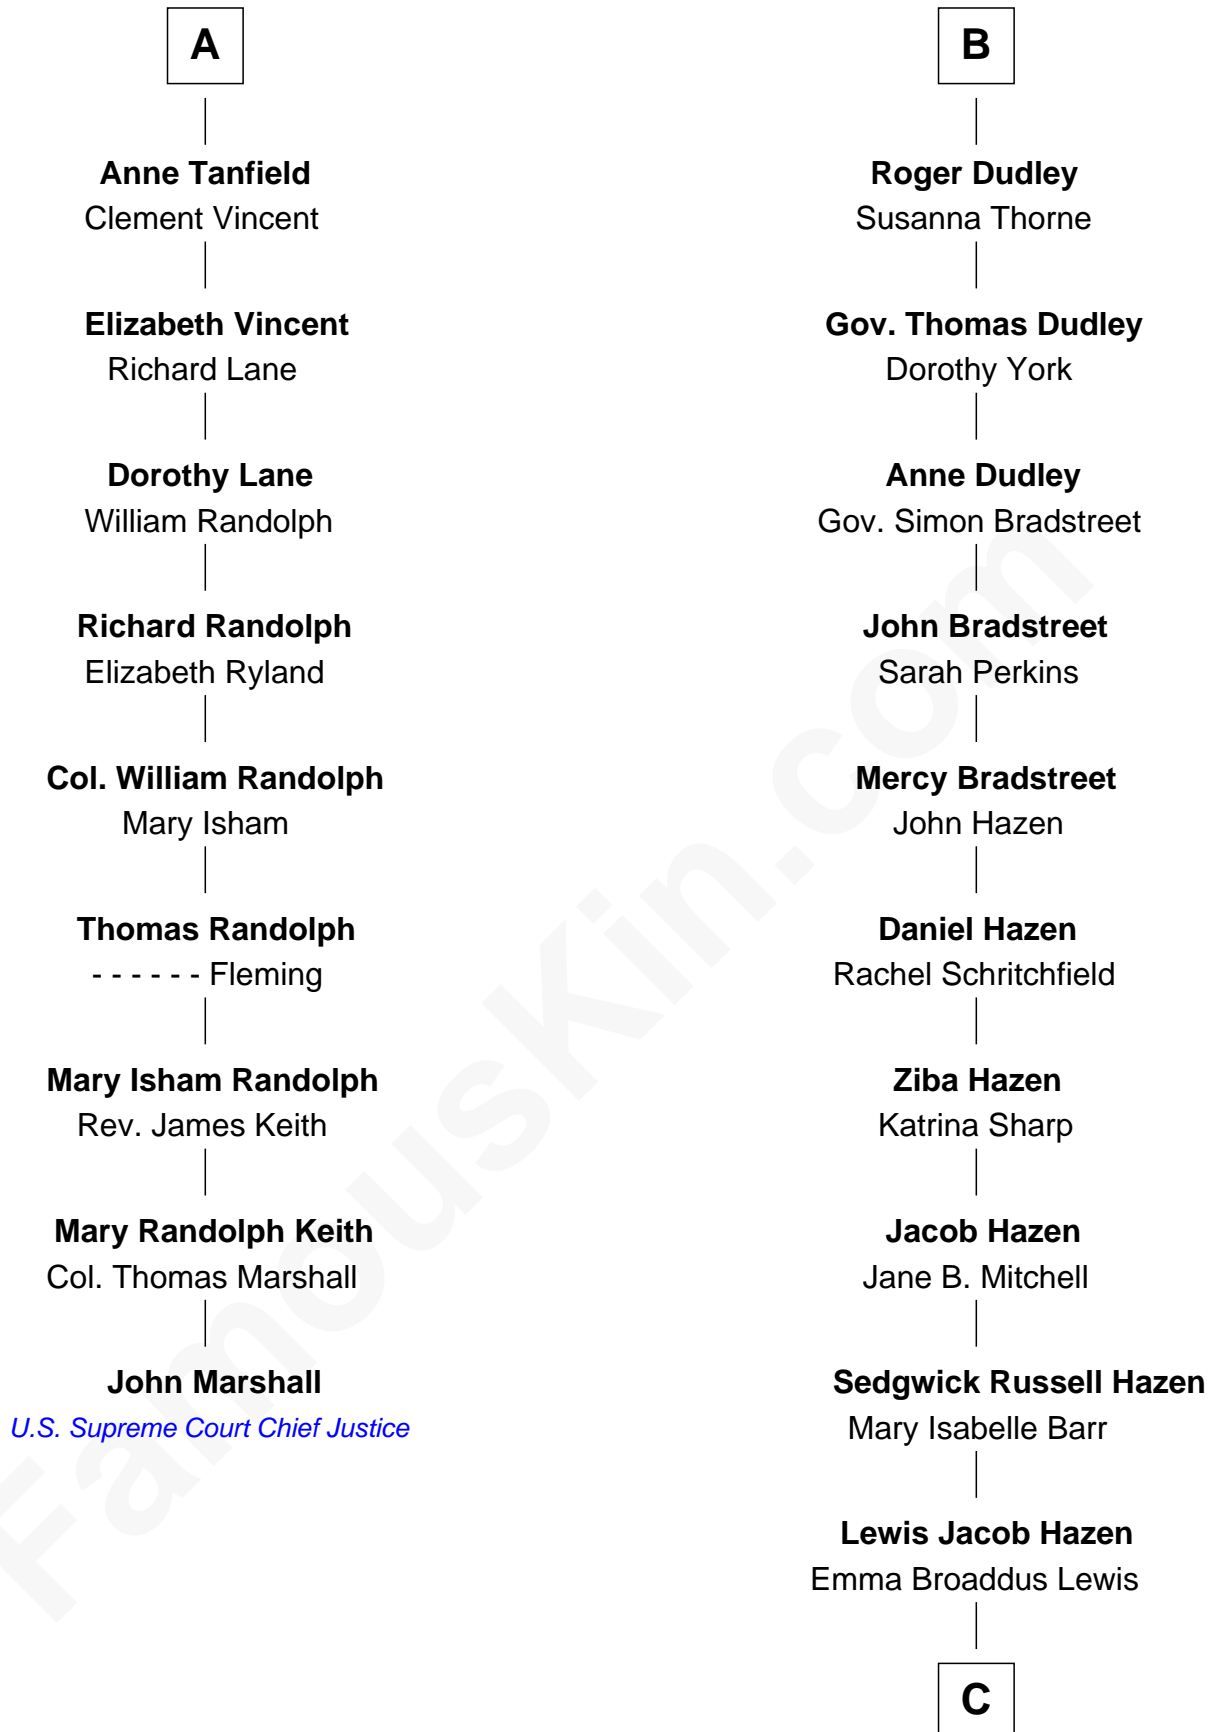 A
Anne Tanfield
Clement Vincent
Elizabeth Vincent
Richard Lane
Dorothy Lane
William Randolph
Richard Randolph
Elizabeth Ryland
Col. William Randolph
Mary Isham
Thomas Randolph
- - - - - - Fleming
Mary Isham Randolph
Rev. James Keith
Mary Randolph Keith
Col. Thomas Marshall
John Marshall
U.S. Supreme Court Chief Justice
B
Roger Dudley
Susanna Thorne
Gov. Thomas Dudley
Dorothy York
Anne Dudley
Gov. Simon Bradstreet
John Bradstreet
Sarah Perkins
Mercy Bradstreet
John Hazen
Daniel Hazen
Rachel Schritchfield
Ziba Hazen
Katrina Sharp
Jacob Hazen
Jane B. Mitchell
Sedgwick Russell Hazen
Mary Isabelle Barr
Lewis Jacob Hazen
Emma Broaddus Lewis
C
FamousKin.com